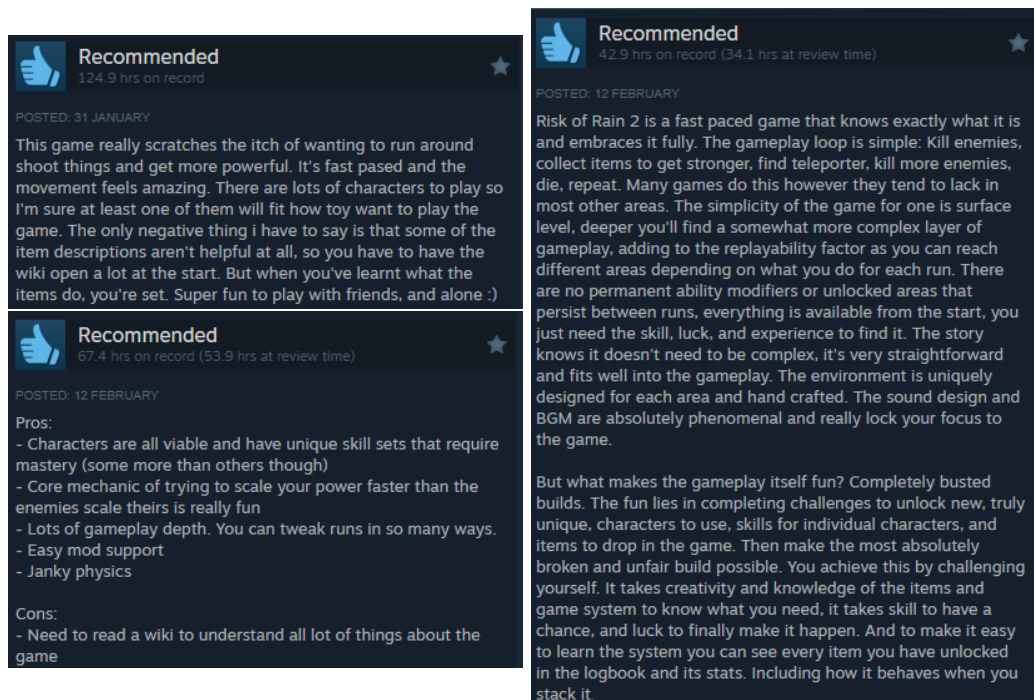 Recommended
124.9 hrs on record
POSTED: 31 JANUARY
This game really scratches the itch of wanting to run around
shoot things and get more powerful. It's fast pased and the
movement feels amazing. There are lots of characters to play so
I'm sure at least one of them will fit how toy want to play the
game. The only negative thing i have to say is that some of the
item descriptions aren't helpful at all, so you have to have the
wiki open a lot at the start. But when you've learnt what the
items do, you're set. Super fun to play with friends, and alone :)
Recommended
67.4 hrs on record (53.9 hrs at review time)
POSTED: 12 FEBRUARY
Pros:
- Characters are all viable and have unique skill sets that require
mastery (some more than others though)
- Core mechanic of trying to scale your power faster than the
enemies scale theirs is really fun
- Lots of gameplay depth. You can tweak runs in so many ways.
- Easy mod support
- Janky physics
Cons:
- Need to read a wiki to understand all lot of things about the
game
Recommended
42.9 hrs on record (34.1 hrs at review time)
POSTED: 12 FEBRUARY
Risk of Rain 2 is a fast paced game that knows exactly what it is
and embraces it fully. The gameplay loop is simple: Kill enemies,
collect items to get stronger, find teleporter, kill more enemies,
die, repeat. Many games do this however they tend to lack in
most other areas. The simplicity of the game for one is surface
level, deeper you'll find a somewhat more complex layer of
gameplay, adding to the replayability factor as you can reach
different areas depending on what you do for each run. There
are no permanent ability modifiers or unlocked areas that
persist between runs, everything is available from the start, you
just need the skill, luck, and experience to find it. The story
knows it doesn't need to be complex, it's very straightforward
and fits well into the gameplay. The environment is uniquely
designed for each area and hand crafted. The sound design and
BGM are absolutely phenomenal and really lock your focus to
the game.
But what makes the gameplay itself fun? Completely busted
builds. The fun lies in completing challenges to unlock new, truly
unique, characters to use, skills for individual characters, and
items to drop in the game. Then make the most absolutely
broken and unfair build possible. You achieve this by challenging
yourself. It takes creativity and knowledge of the items and
game system to know what you need, it takes skill to have a
chance, and luck to finally make it happen. And to make it easy
to learn the system you can see every item you have unlocked
in the logbook and its stats. Including how it behaves when you
stack it.